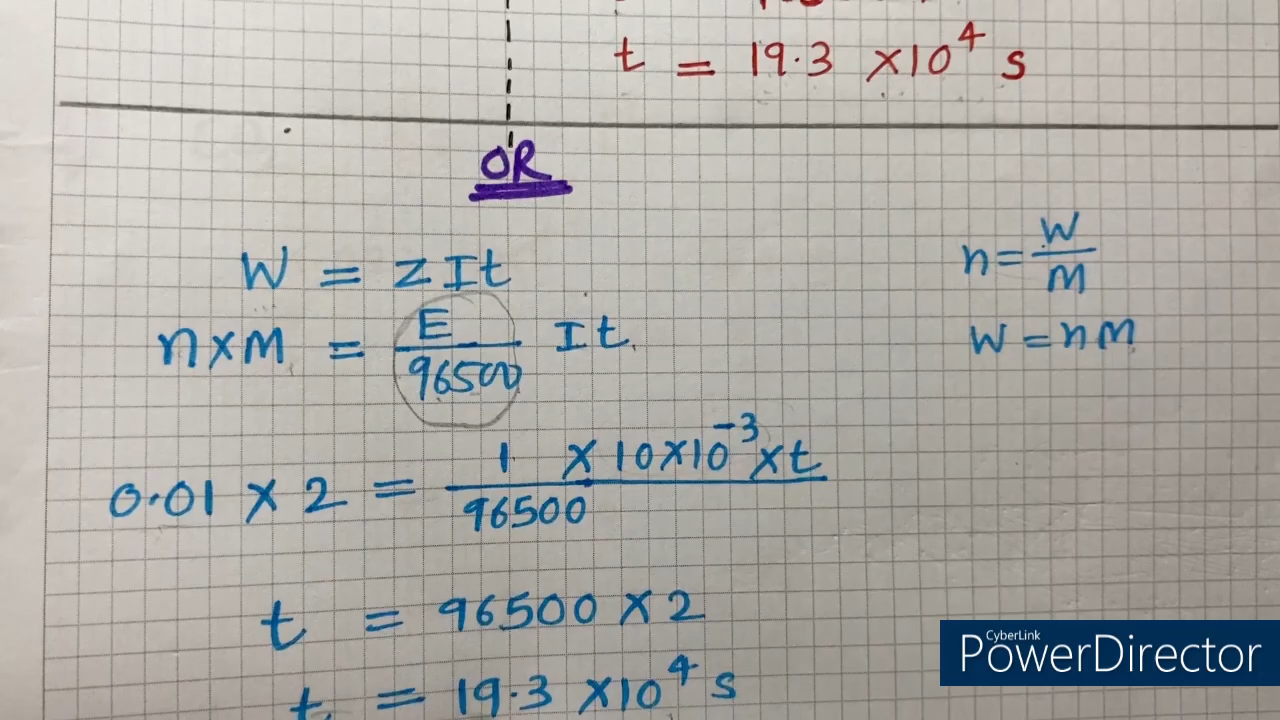 t = 19.3 ×10⁴ s
OR
W = ZIt
n×M = E/96500 It
0.01 × 2 = 1/96500 × 10×10⁻³×t
t = 96500 × 2
t = 19.3 ×10⁴ s
n = W/M
W = nM
CyberLink
PowerDirector